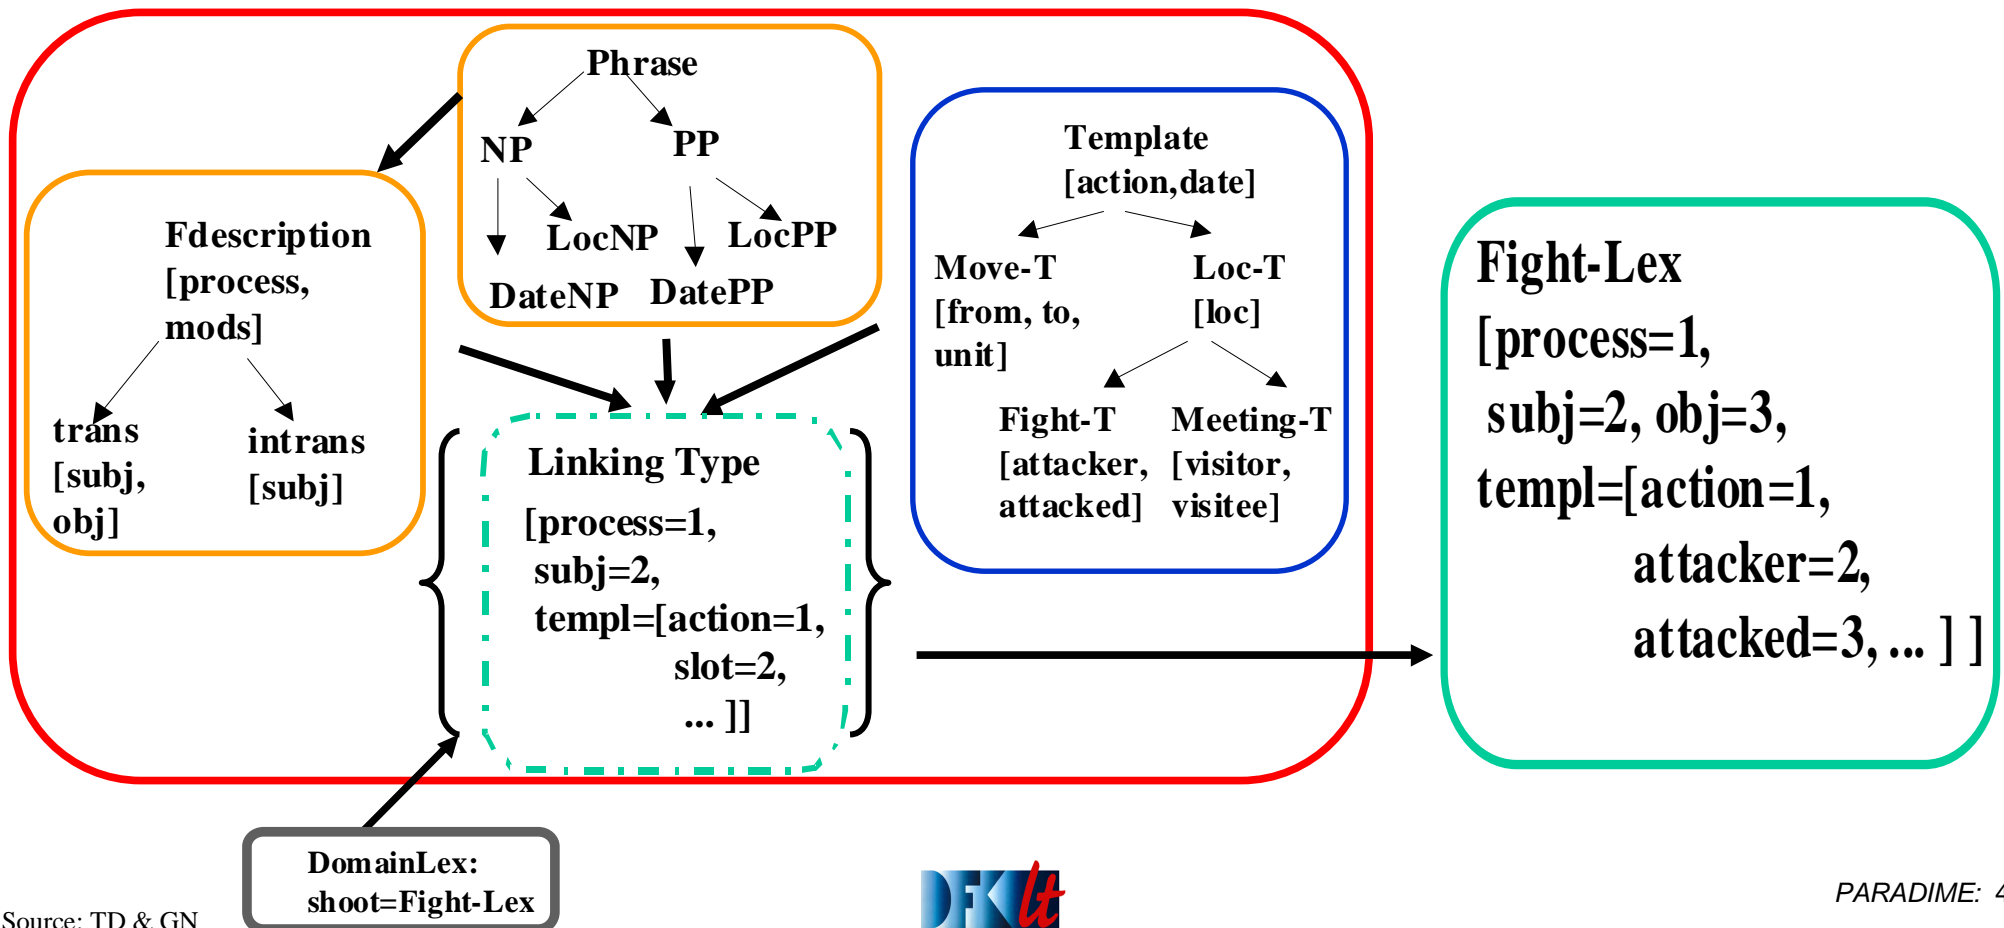 Phrase
NP
PP
LocNP
LocPP
DateNP
DatePP
Fdescription
[process,
mods]
trans
[subj,
obj]
intrans
[subj]
Template
[action,date]
Move-T
[from, to,
unit]
Loc-T
[loc]
Fight-T
[attacker,
attacked]
Meeting-T
[visitor,
visitee]
Linking Type
[process=1,
subj=2,
templ=[action=1,
slot=2,
... ]]
Fight-Lex
[process=1,
subj=2, obj=3,
templ=[action=1,
attacker=2,
attacked=3, ... ] ]
DomainLex:
shoot=Fight-Lex
Source: TD & GN
DFKI lt
PARADIME: 4